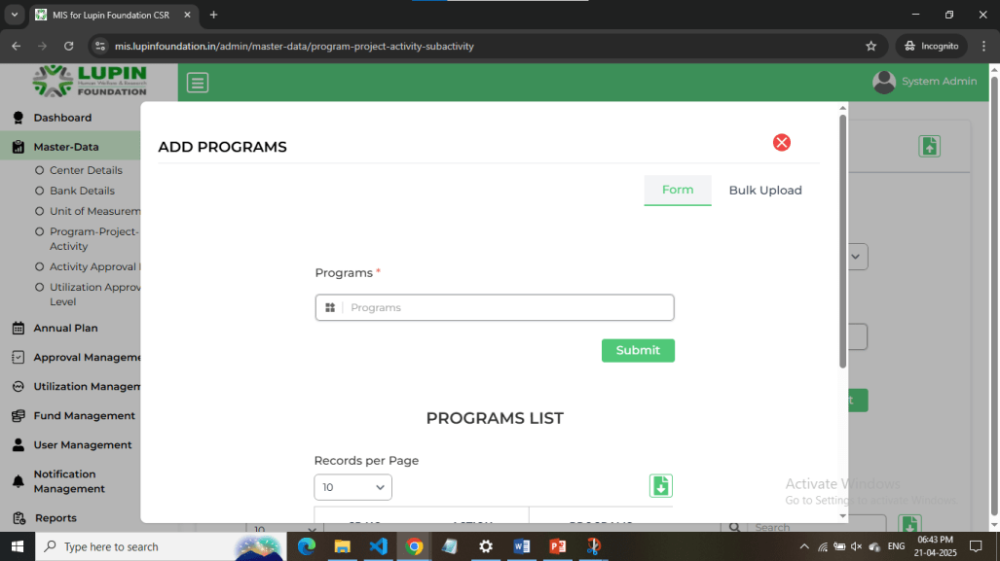 MIS for Lupin Foundation CSR
mis.lupinfoundation.in/admin/master-data/program-project-activity-subactivity
Incognito
LUPIN
Human Welfare & Research
FOUNDATION
System Admin
Dashboard
Master-Data
Center Details
Bank Details
Unit of Measurem
Program-Project-
Activity
Activity Approval
Utilization Approv
Level
Annual Plan
Approval Manageme
Utilization Managem
Fund Management
User Management
Notification
Management
Reports
ADD PROGRAMS
Form
Bulk Upload
Programs *
Programs
Submit
PROGRAMS LIST
Records per Page
10
10
Search
Activate Windows
Go to Settings to activate Windows.
Type here to search
ENG
06:43 PM
21-04-2025